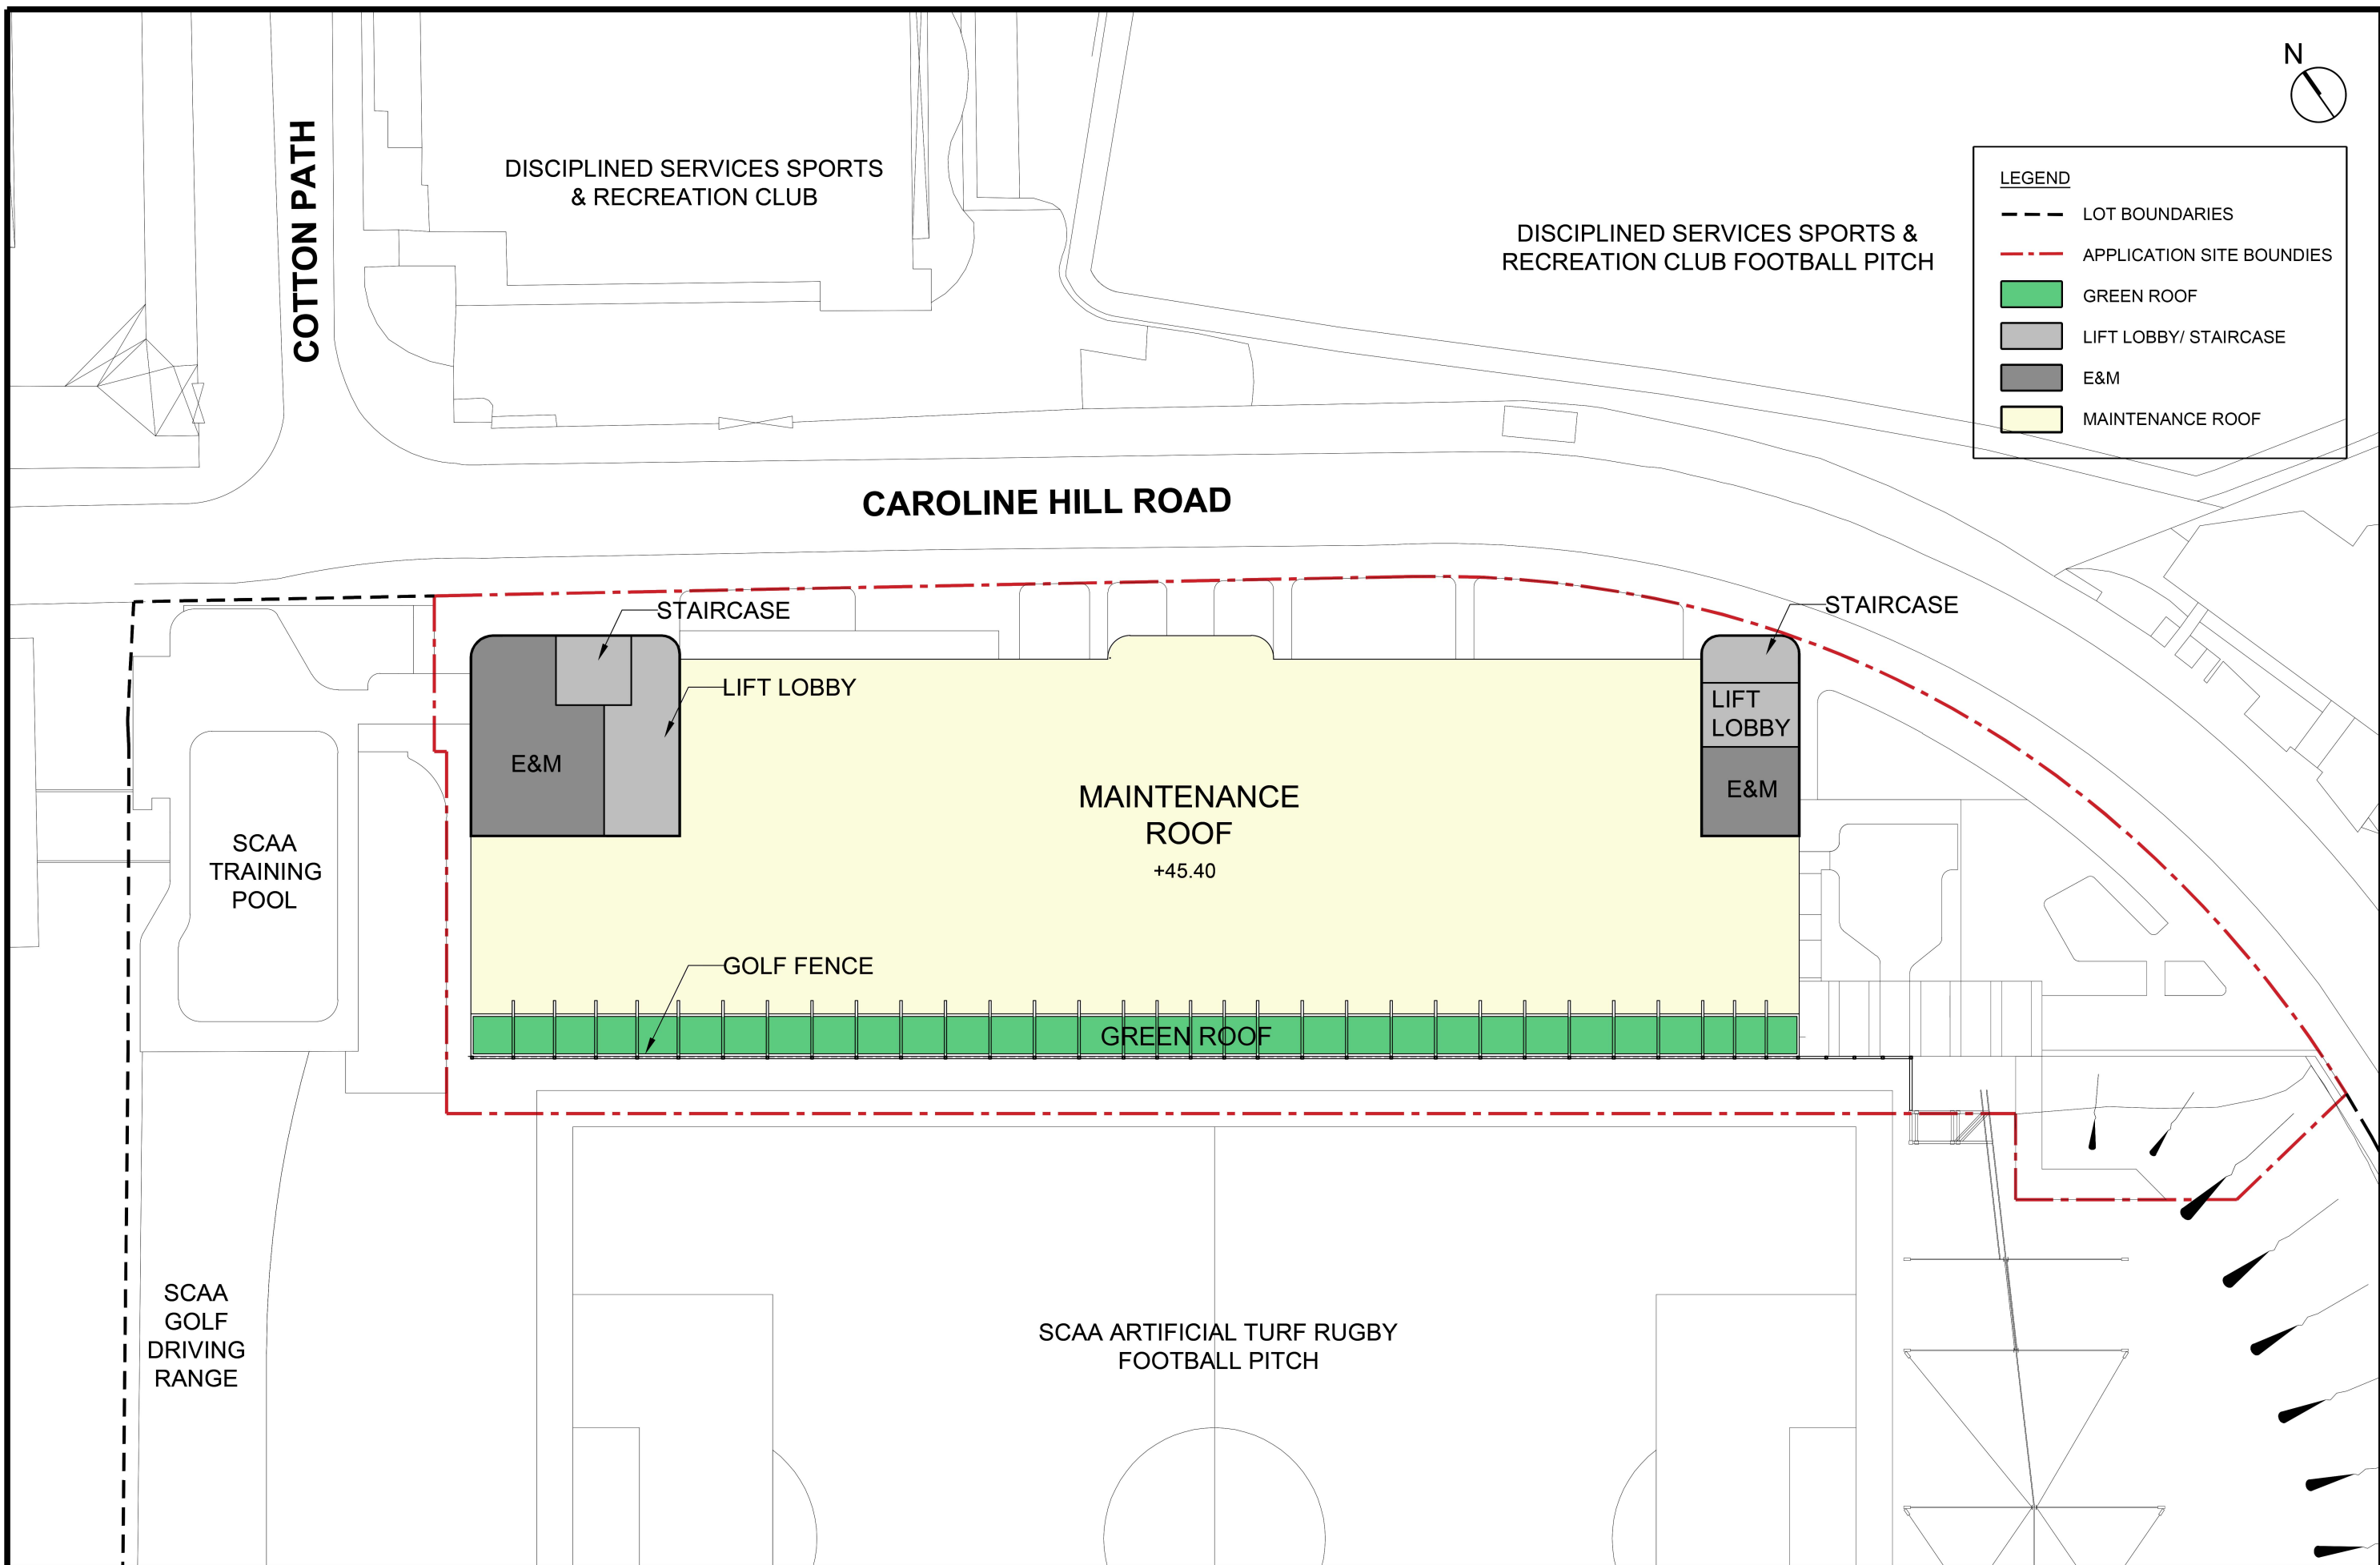 N
COTTON PATH
DISCIPLINED SERVICES SPORTS
& RECREATION CLUB
DISCIPLINED SERVICES SPORTS &
RECREATION CLUB FOOTBALL PITCH
LEGEND
LOT BOUNDARIES
APPLICATION SITE BOUNDIES
GREEN ROOF
LIFT LOBBY/ STAIRCASE
E&M
MAINTENANCE ROOF
CAROLINE HILL ROAD
STAIRCASE
STAIRCASE
LIFT LOBBY
LIFT
LOBBY
E&M
E&M
MAINTENANCE
ROOF
+45.40
SCAA
TRAINING
POOL
GOLF FENCE
GREEN ROOF
SCAA
GOLF
DRIVING
RANGE
SCAA ARTIFICIAL TURF RUGBY
FOOTBALL PITCH